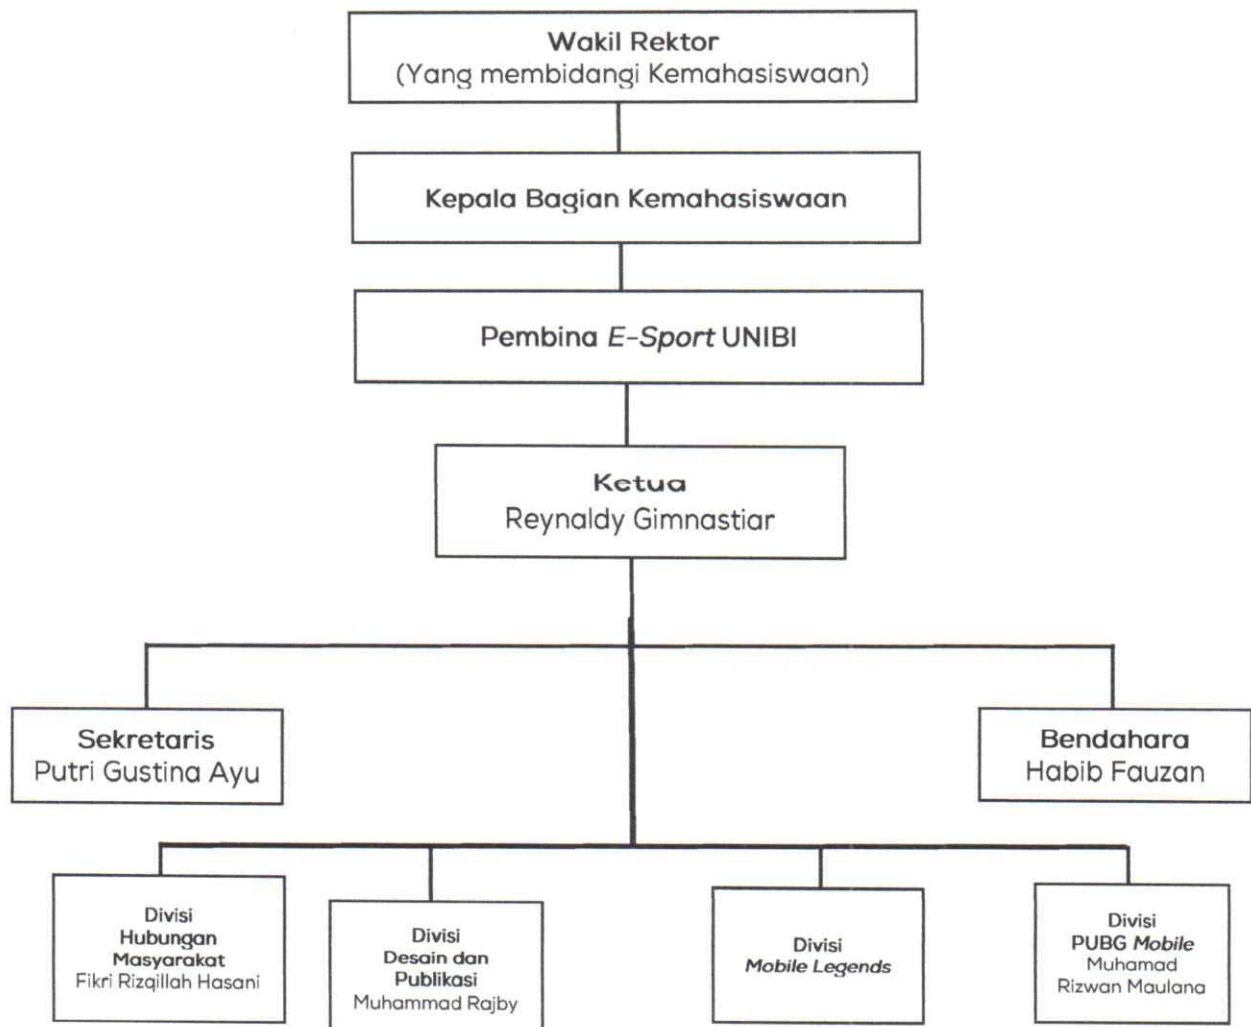 Wakil Rektor
(Yang membidangi Kemahasiswaan)
Kepala Bagian Kemahasiswaan
Pembina E-Sport UNIBI
Ketua
Reynaldy Gimnastiar
Sekretaris
Putri Gustina Ayu
Bendahara
Habib Fauzan
Divisi
Hubungan
Masyarakat
Fikri Rizqillah Hasani
Divisi
Desain dan
Publikasi
Muhammad Rajby
Divisi
Mobile Legends
Divisi
PUBG Mobile
Muhamad
Rizwan Maulana